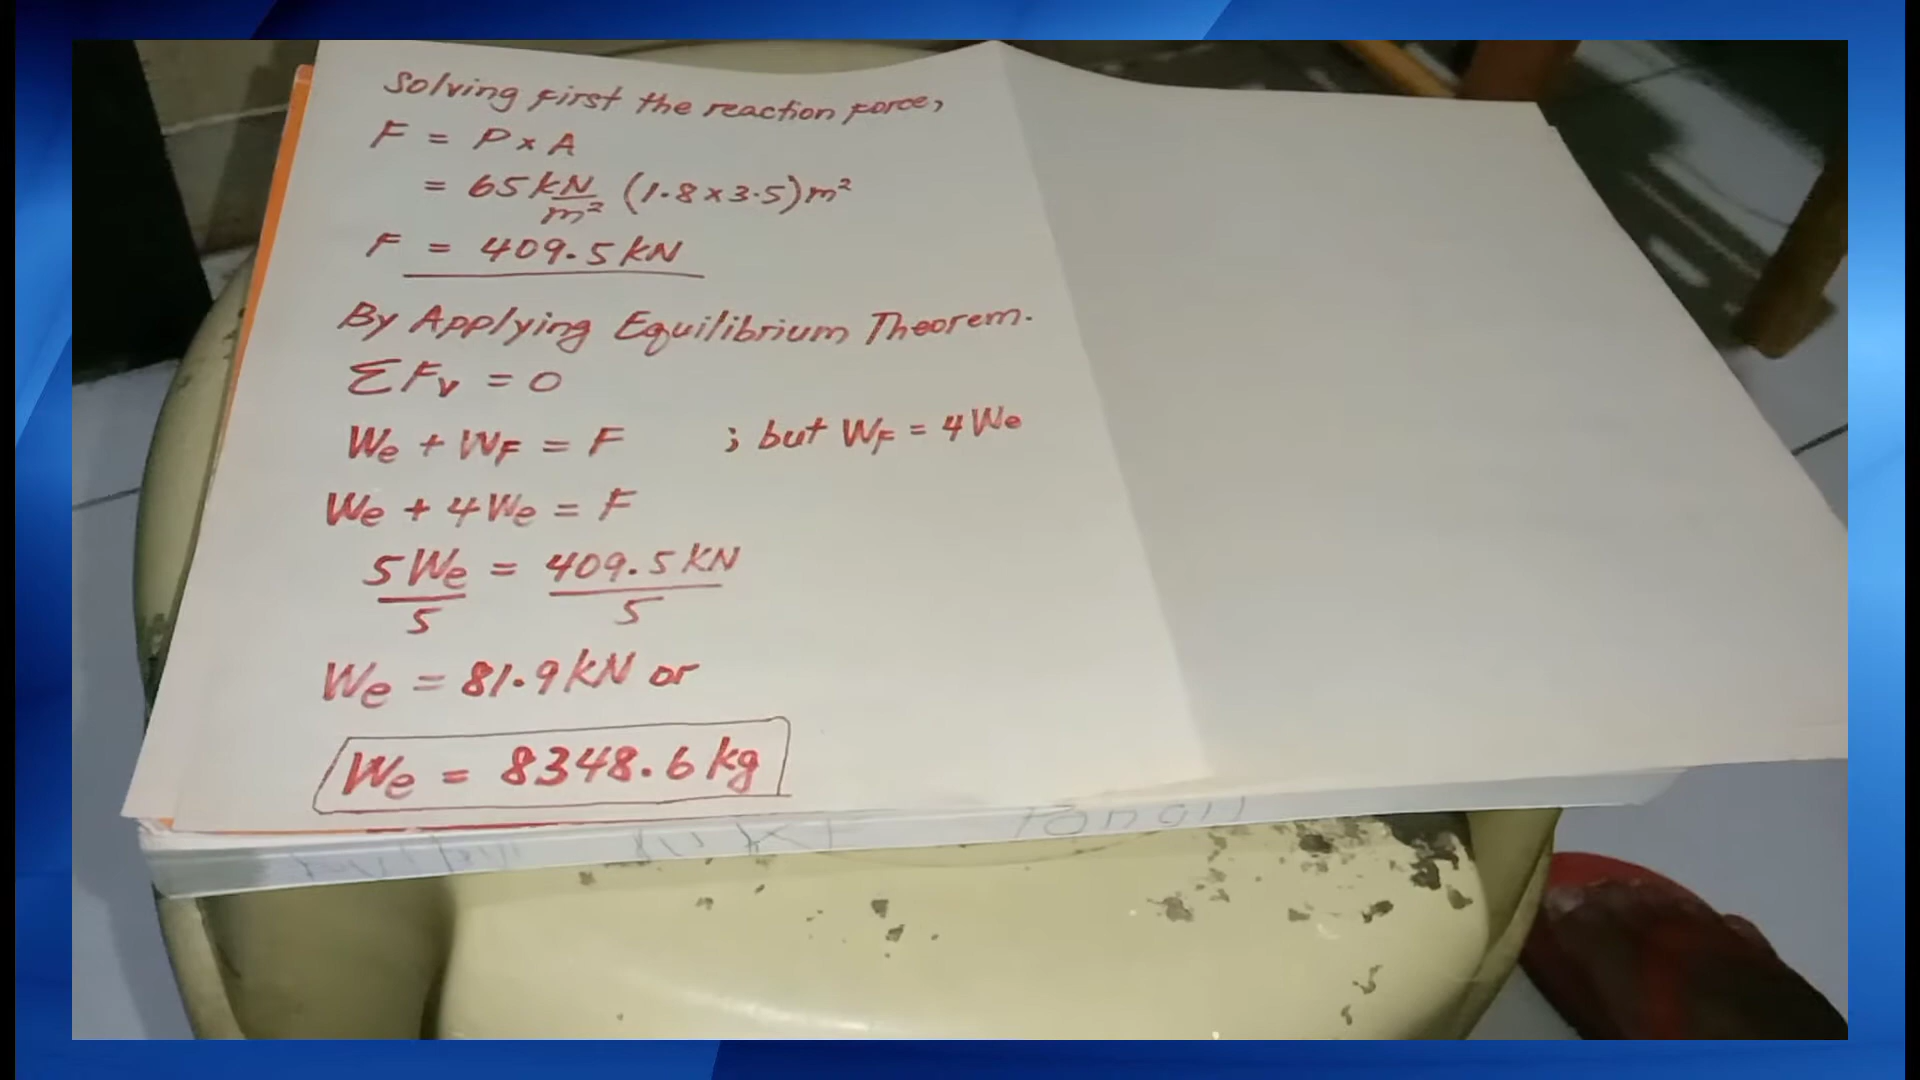 Solving first the reaction force,
F = P x A
= 65 kN/m² (1.8 x 3.5) m²
F = 409.5 kN
By Applying Equilibrium Theorem.
ΣFv = 0
We + WF = F ; but WF = 4We
We + 4We = F
5We/5 = 409.5 kN/5
We = 81.9 kN or
We = 8348.6 kg